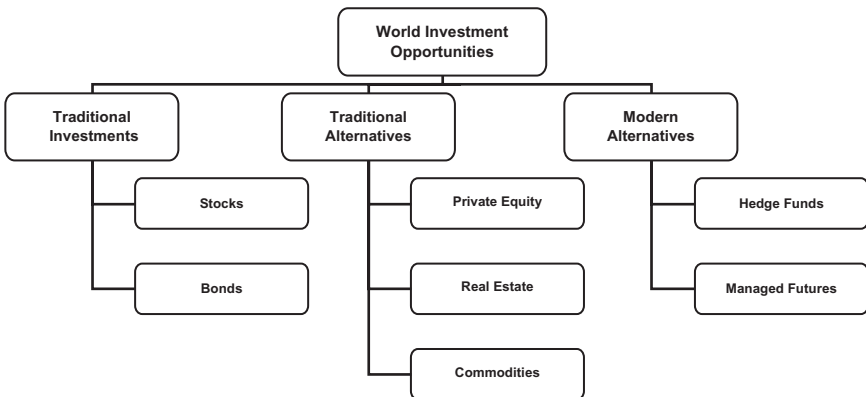 World Investment
Opportunities
Traditional
Investments
Traditional
Alternatives
Modern
Alternatives
Stocks
Private Equity
Hedge Funds
Bonds
Real Estate
Managed Futures
Commodities